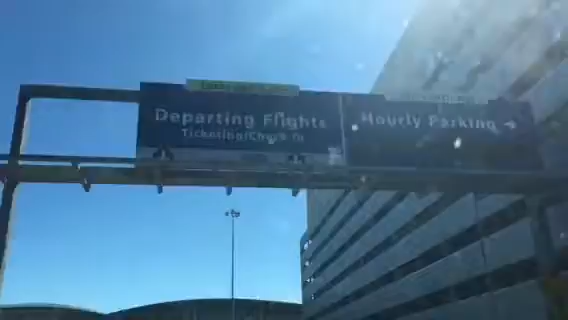 Departing Flights
Ticketing/Check In
Hourly Parking →